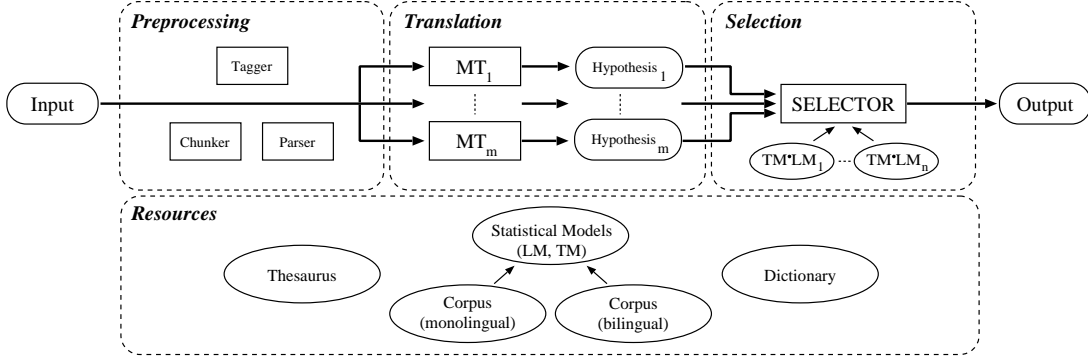 Preprocessing
Translation
Selection
Tagger
MT1
Hypothesis1
Input
SELECTOR
Output
Chunker
Parser
MTm
Hypothesism
TM•LM1
TM•LMn
Resources
Statistical Models
(LM, TM)
Thesaurus
Dictionary
Corpus
(monolingual)
Corpus
(bilingual)